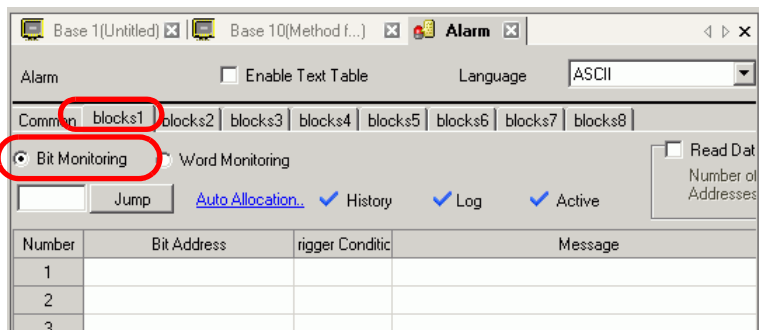 Base 1(Untitled) Base 10(Method f...) Alarm
Alarm Enable Text Table Language ASCII
Common blocks1 blocks2 blocks3 blocks4 blocks5 blocks6 blocks7 blocks8
Bit Monitoring Word Monitoring Read Dat
Number of
Jump Auto Allocation.. History Log Active Addresses
Number Bit Address rigger Conditic Message
1
2
3